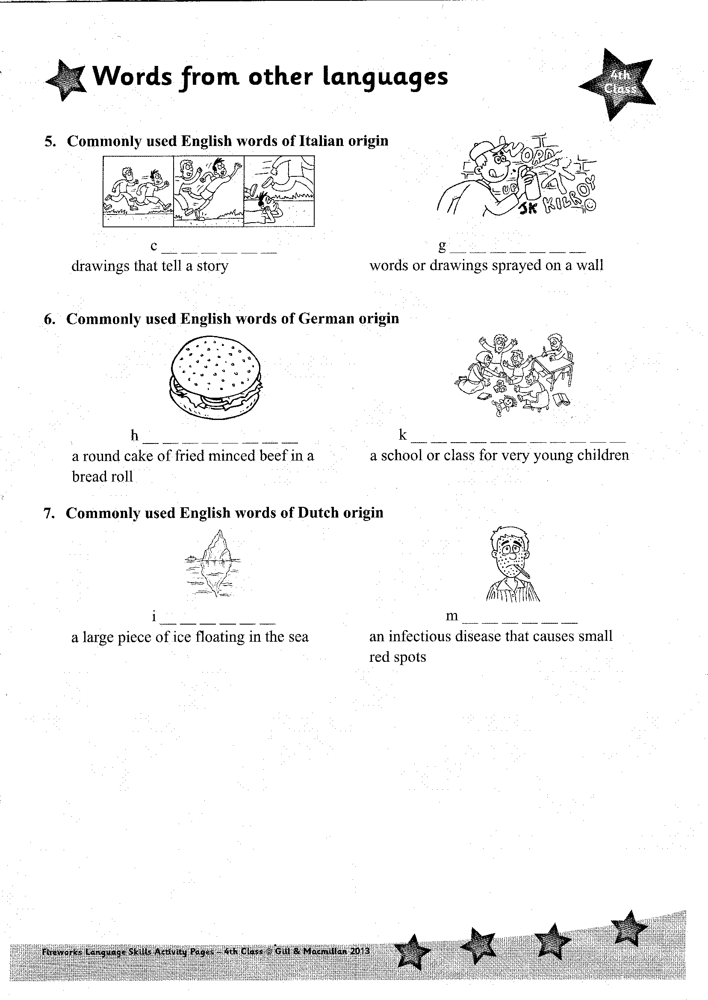 Words from other languages
4th
Class
5. Commonly used English words of Italian origin
WORD
UP
JK KILROY
c _ _ _ _ _ _
g _ _ _ _ _ _ _
drawings that tell a story
words or drawings sprayed on a wall
6. Commonly used English words of German origin
h _ _ _ _ _ _ _ _
k _ _ _ _ _ _ _ _ _ _ _
a round cake of fried minced beef in a
bread roll
a school or class for very young children
7. Commonly used English words of Dutch origin
i _ _ _ _ _ _
m _ _ _ _ _ _
a large piece of ice floating in the sea
an infectious disease that causes small
red spots
Fireworks Language Skills Activity Pages – 4th Class © Gill & Macmillan 2013